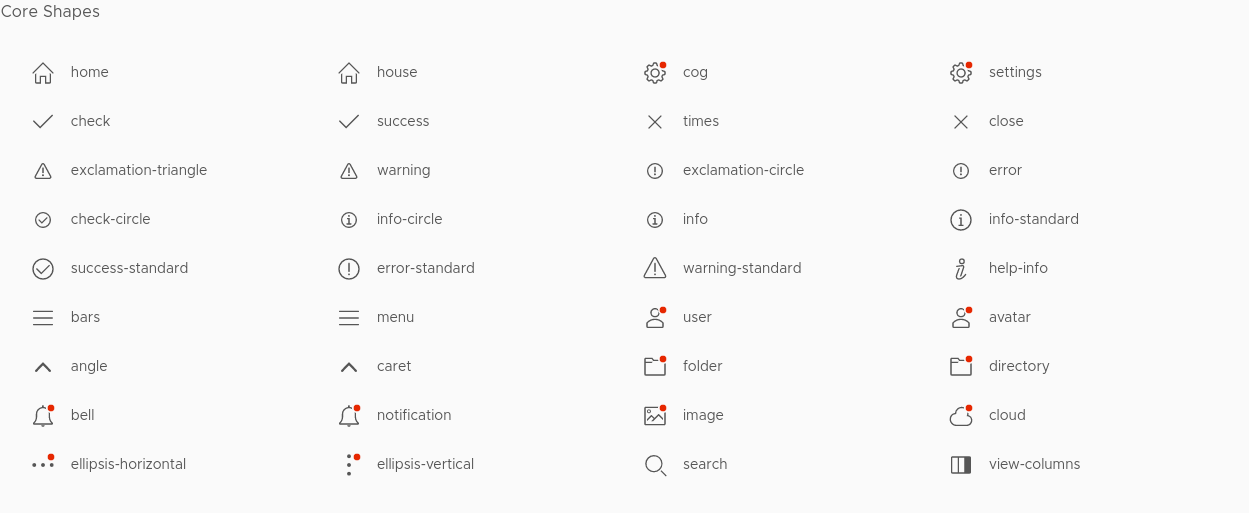 Core Shapes
home house cog settings
check success times close
exclamation-triangle warning exclamation-circle error
check-circle info-circle info info-standard
success-standard error-standard warning-standard help-info
bars menu user avatar
angle caret folder directory
bell notification image cloud
ellipsis-horizontal ellipsis-vertical search view-columns